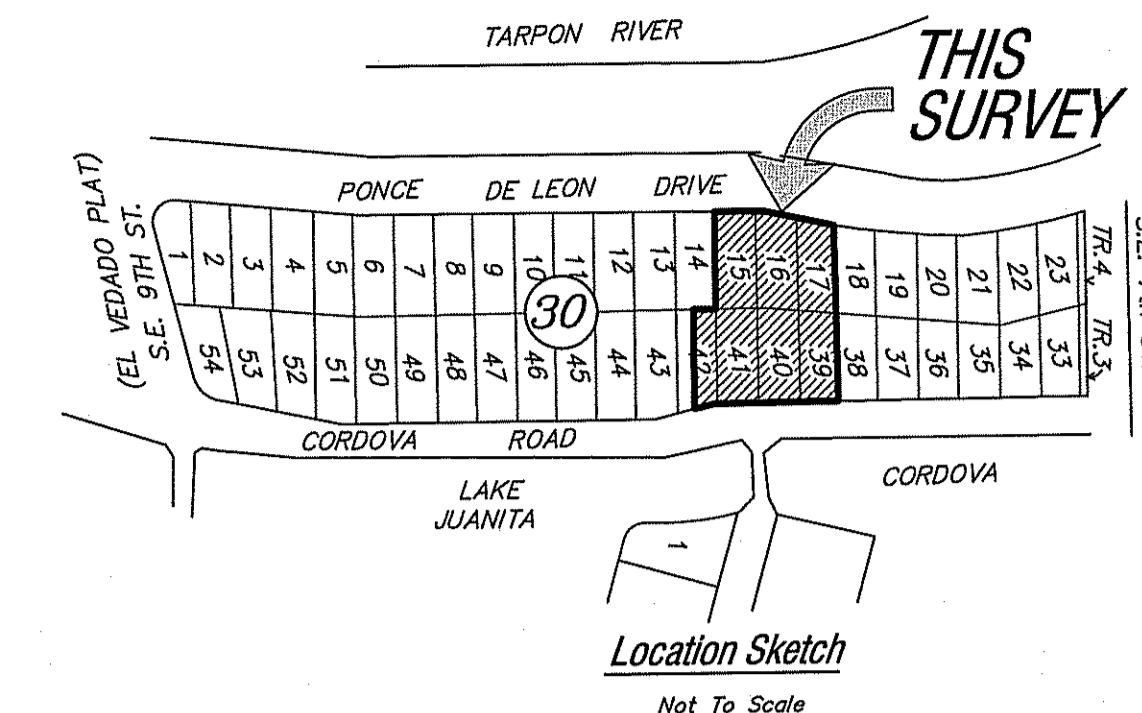 TARPON RIVER
THIS
SURVEY
(EL VEDADO PLAT)
S.E. 9TH ST.
PONCE DE LEON DRIVE
1 2 3 4 5 6 7 8 9 10 11 12 13 14 15 16 17 18 19 20 21 22 23 TR.4
30
54 53 52 51 50 49 48 47 46 45 44 43 42 41 40 39 38 37 36 35 34 33 TR.3
CORDOVA ROAD
CORDOVA
LAKE
JUANITA
1
Location Sketch
Not To Scale